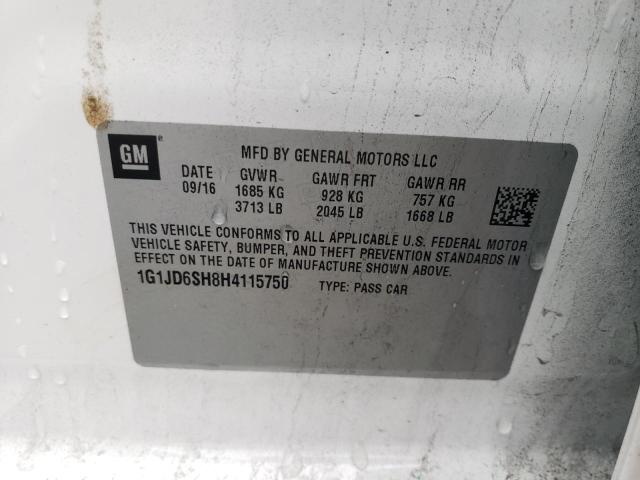 GM ®
MFD BY GENERAL MOTORS LLC
DATE GVWR GAWR FRT GAWR RR
09/16 1685 KG 928 KG 757 KG
3713 LB 2045 LB 1668 LB
THIS VEHICLE CONFORMS TO ALL APPLICABLE U.S. FEDERAL MOTOR
VEHICLE SAFETY, BUMPER, AND THEFT PREVENTION STANDARDS IN
EFFECT ON THE DATE OF MANUFACTURE SHOWN ABOVE.
1G1JD6SH8H4115750 TYPE: PASS CAR